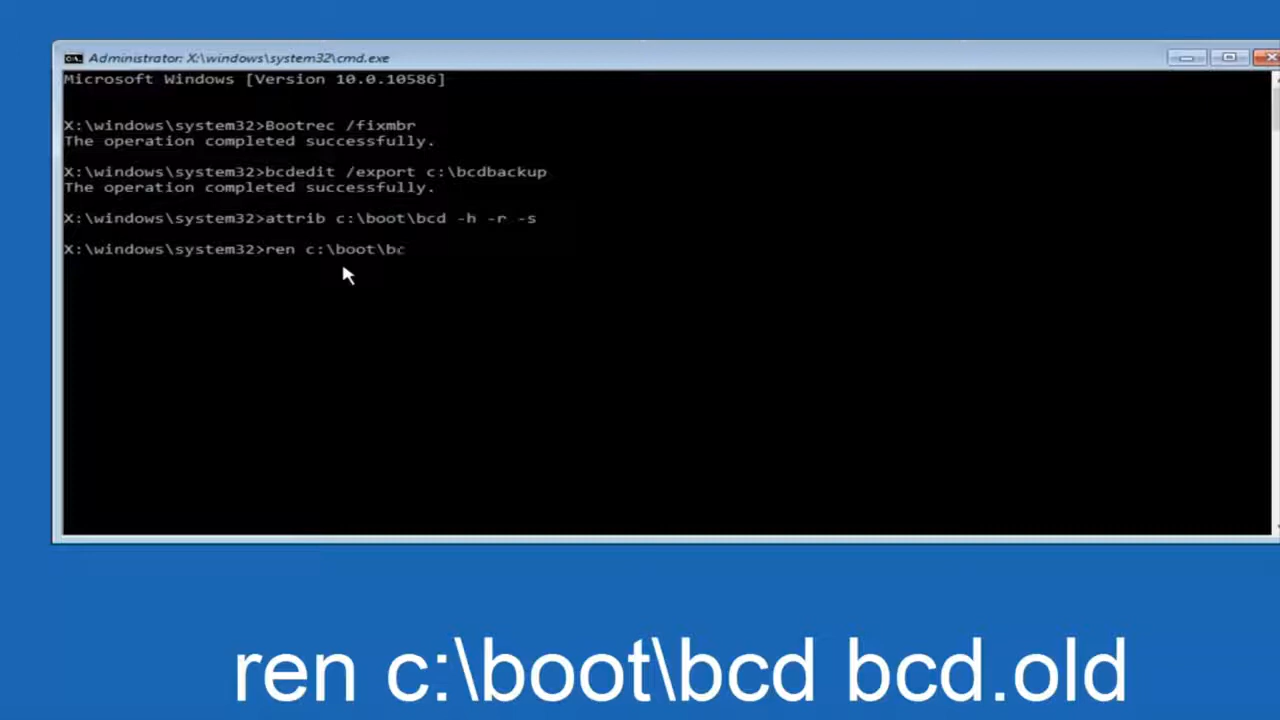 Administrator: X:\windows\system32\cmd.exe
Microsoft Windows [Version 10.0.10586]
X:\windows\system32>Bootrec /fixmbr
The operation completed successfully.
X:\windows\system32>bcdedit /export c:\bcdbackup
The operation completed successfully.
X:\windows\system32>attrib c:\boot\bcd -h -r -s
X:\windows\system32>ren c:\boot\bc
ren c:\boot\bcd bcd.old